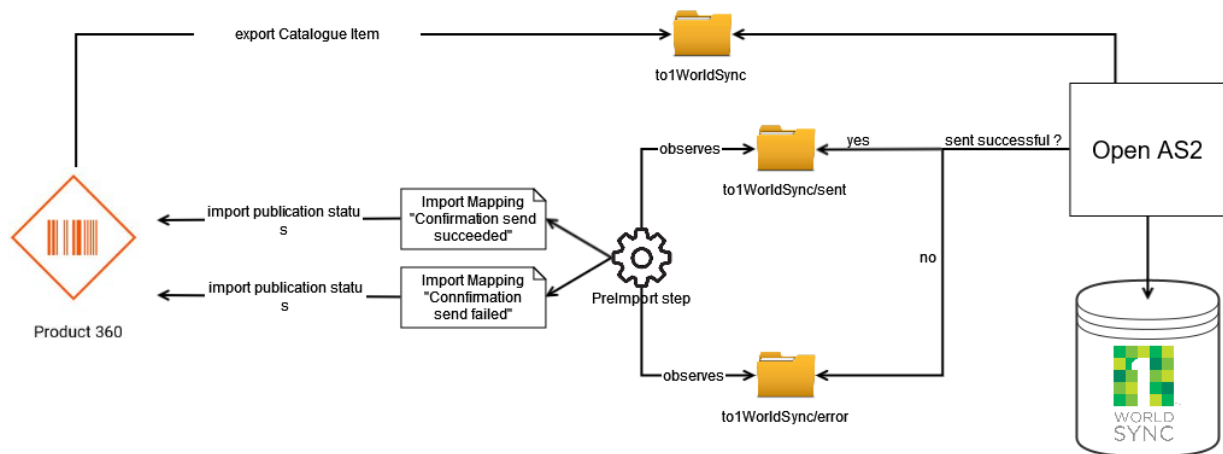 export Catalogue Item
to1WorldSync
observes
yes
sent successful ?
Open AS2
to1WorldSync/sent
import publication statu
s
Import Mapping
"Confirmation send
succeeded"
no
import publication statu
s
Import Mapping
"Connfirmation
send failed"
PreImport step
Product 360
observes
to1WorldSync/error
1
WORLD
SYNC